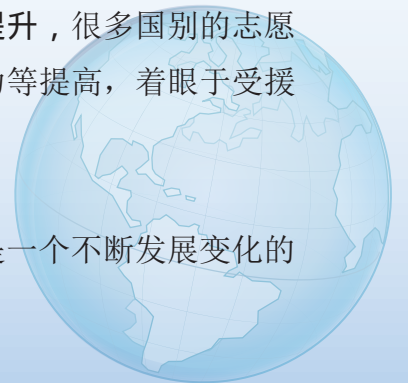 提升，很多国别的志愿
等提高，着眼于受援
一个不断发展变化的